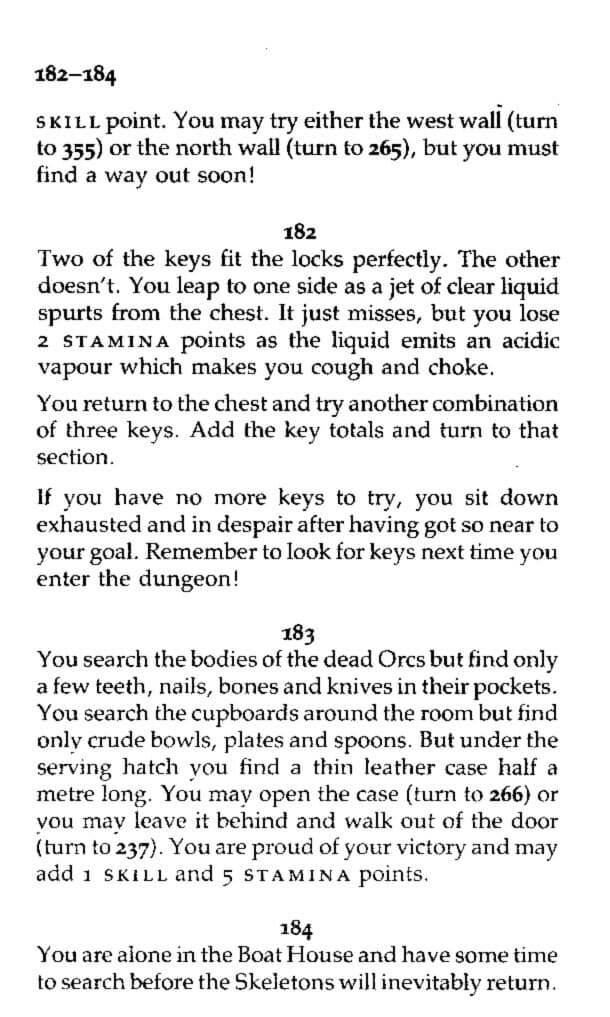 182–184
SKILL point. You may try either the west wall (turn
to 355) or the north wall (turn to 265), but you must
find a way out soon!
182
Two of the keys fit the locks perfectly. The other
doesn't. You leap to one side as a jet of clear liquid
spurts from the chest. It just misses, but you lose
2 STAMINA points as the liquid emits an acidic
vapour which makes you cough and choke.
You return to the chest and try another combination
of three keys. Add the key totals and turn to that
section.
If you have no more keys to try, you sit down
exhausted and in despair after having got so near to
your goal. Remember to look for keys next time you
enter the dungeon!
183
You search the bodies of the dead Orcs but find only
a few teeth, nails, bones and knives in their pockets.
You search the cupboards around the room but find
only crude bowls, plates and spoons. But under the
serving hatch you find a thin leather case half a
metre long. You may open the case (turn to 266) or
you may leave it behind and walk out of the door
(turn to 237). You are proud of your victory and may
add 1 SKILL and 5 STAMINA points.
184
You are alone in the Boat House and have some time
to search before the Skeletons will inevitably return.